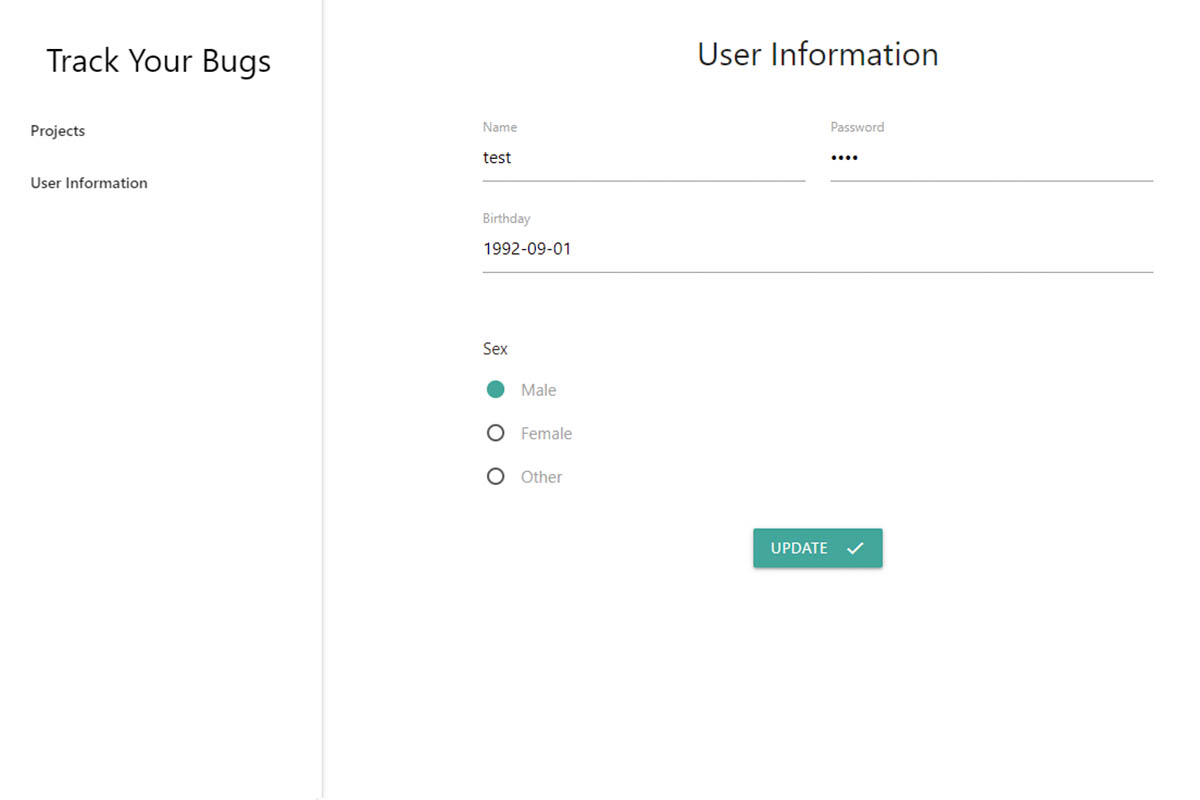 Track Your Bugs
Projects
User Information
User Information
Name
Password
test
••••
Birthday
1992-09-01
Sex
Male
Female
Other
UPDATE